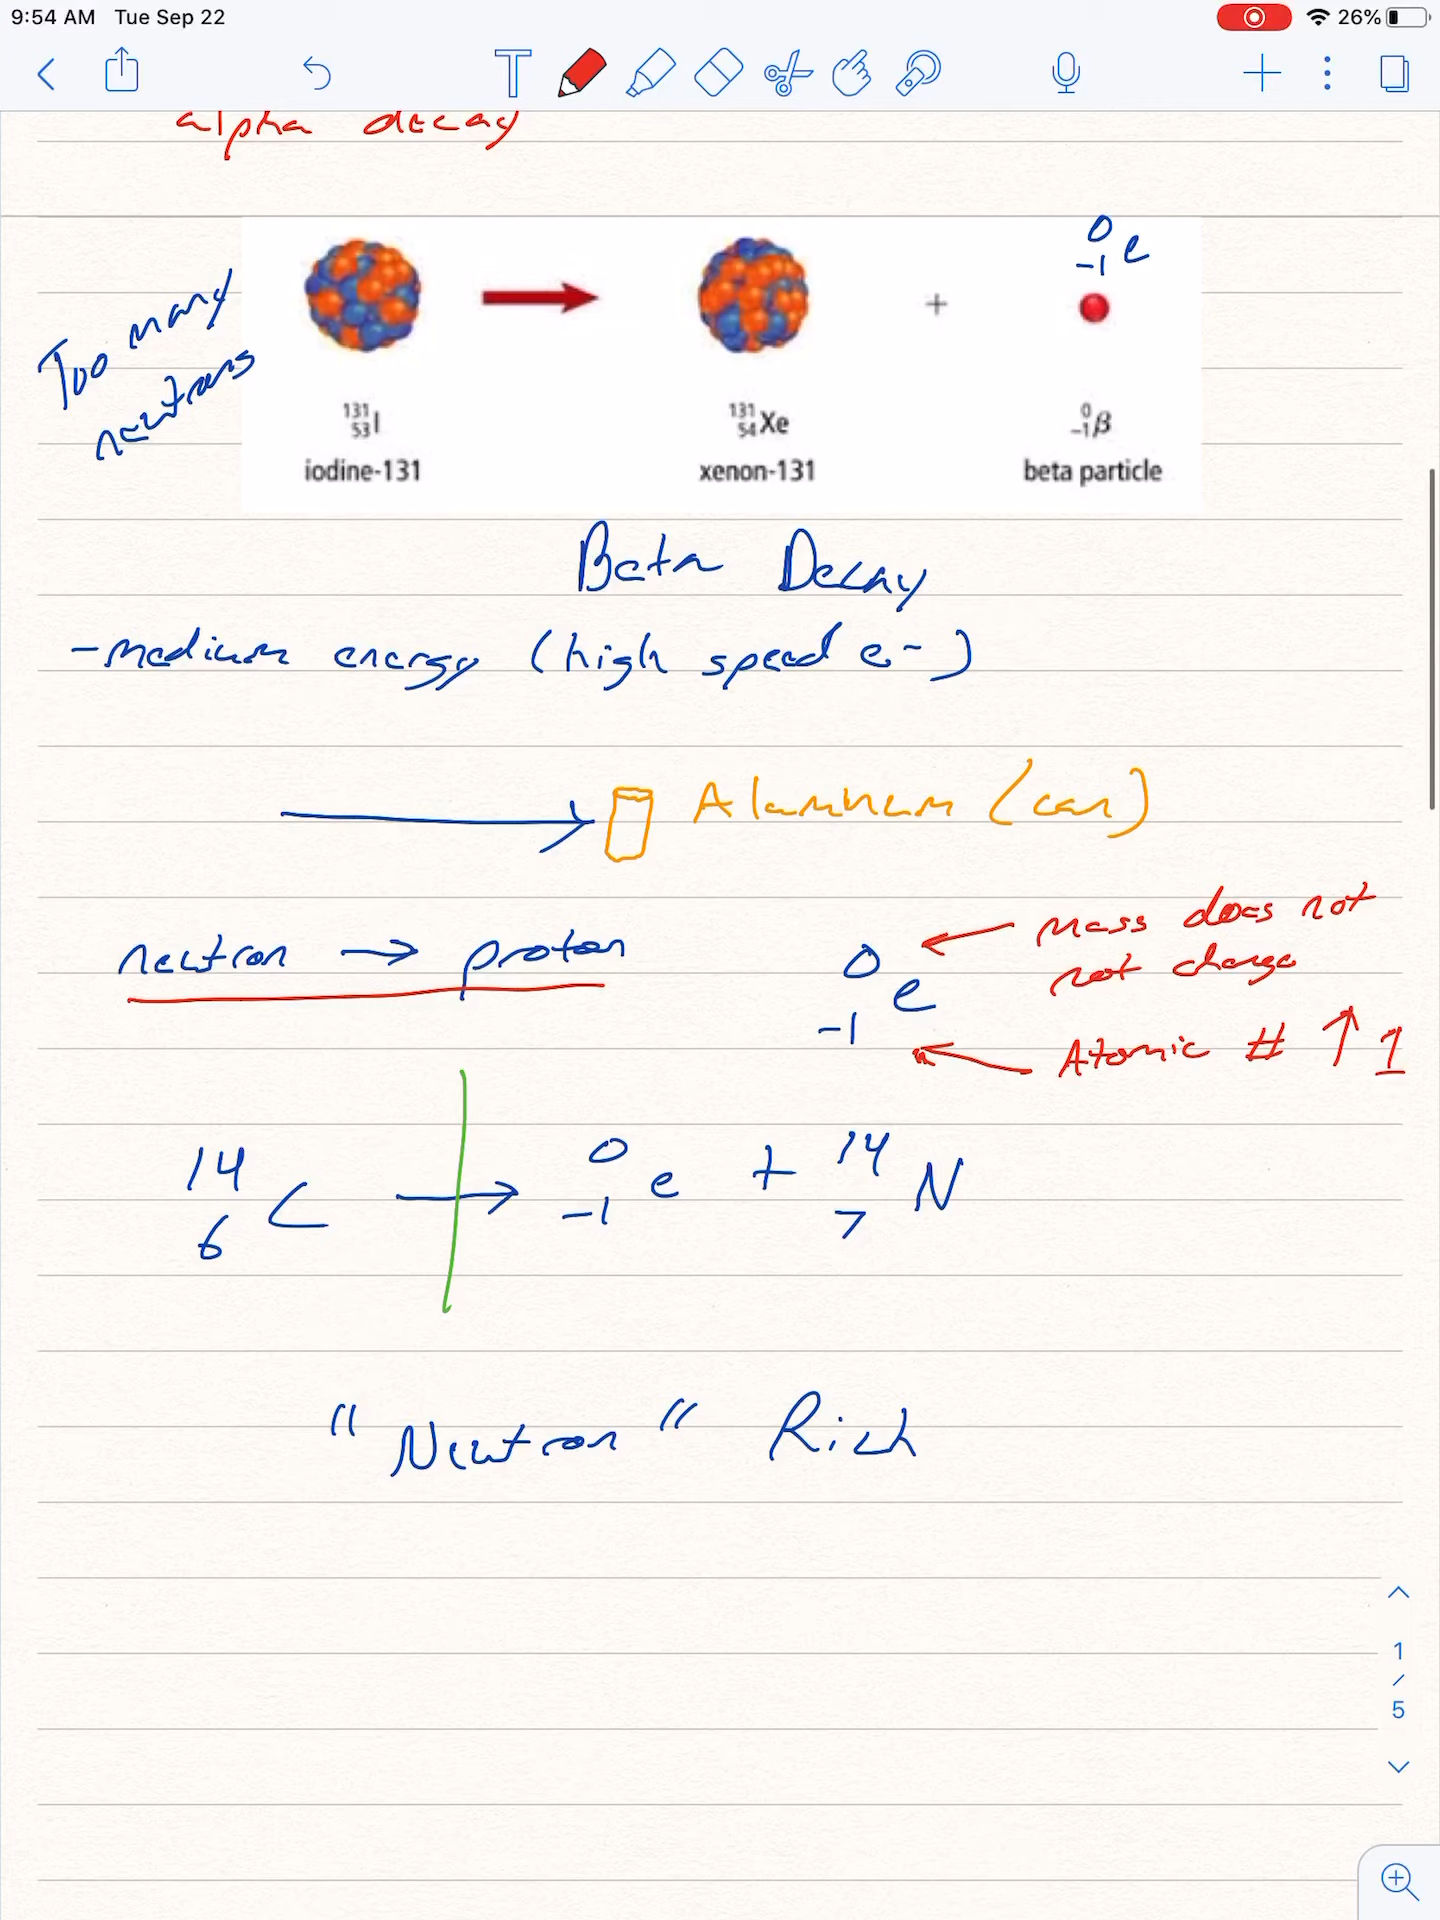 9:54 AM Tue Sep 22
26%
T
alpha decay
Too many
neutrons
0
-1 e
+
131
53 I
131
54 Xe
0
-1 β
iodine-131
xenon-131
beta particle
Beta Decay
-medium energy (high speed e-)
Aluminum (can)
neutron → proton
0
-1 e
← Mass does not
not change
← Atomic # ↑ 1
14
6 C → 0
-1 e + 14
7 N
"Neutron" Rich
1
/
5